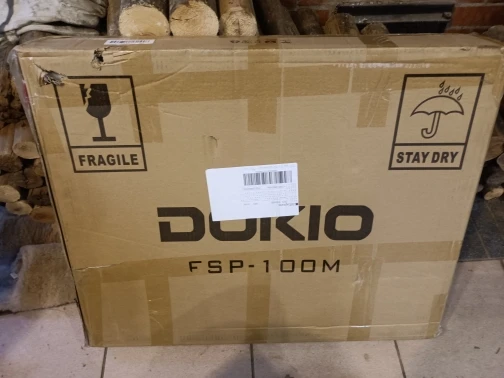 FRAGILE
STAY DRY
DOKIO
FSP-100M